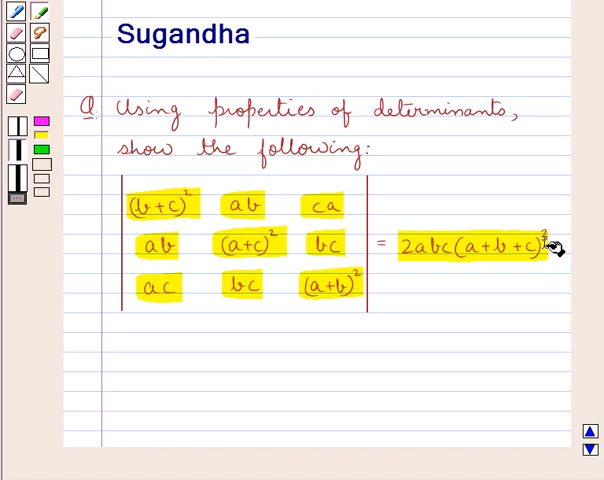 Sugandha
Q. Using properties of determinants,
show the following:
(b+c)² ab ca
ab (a+c)² bc = 2abc(a+b+c)³
ac bc (a+b)²